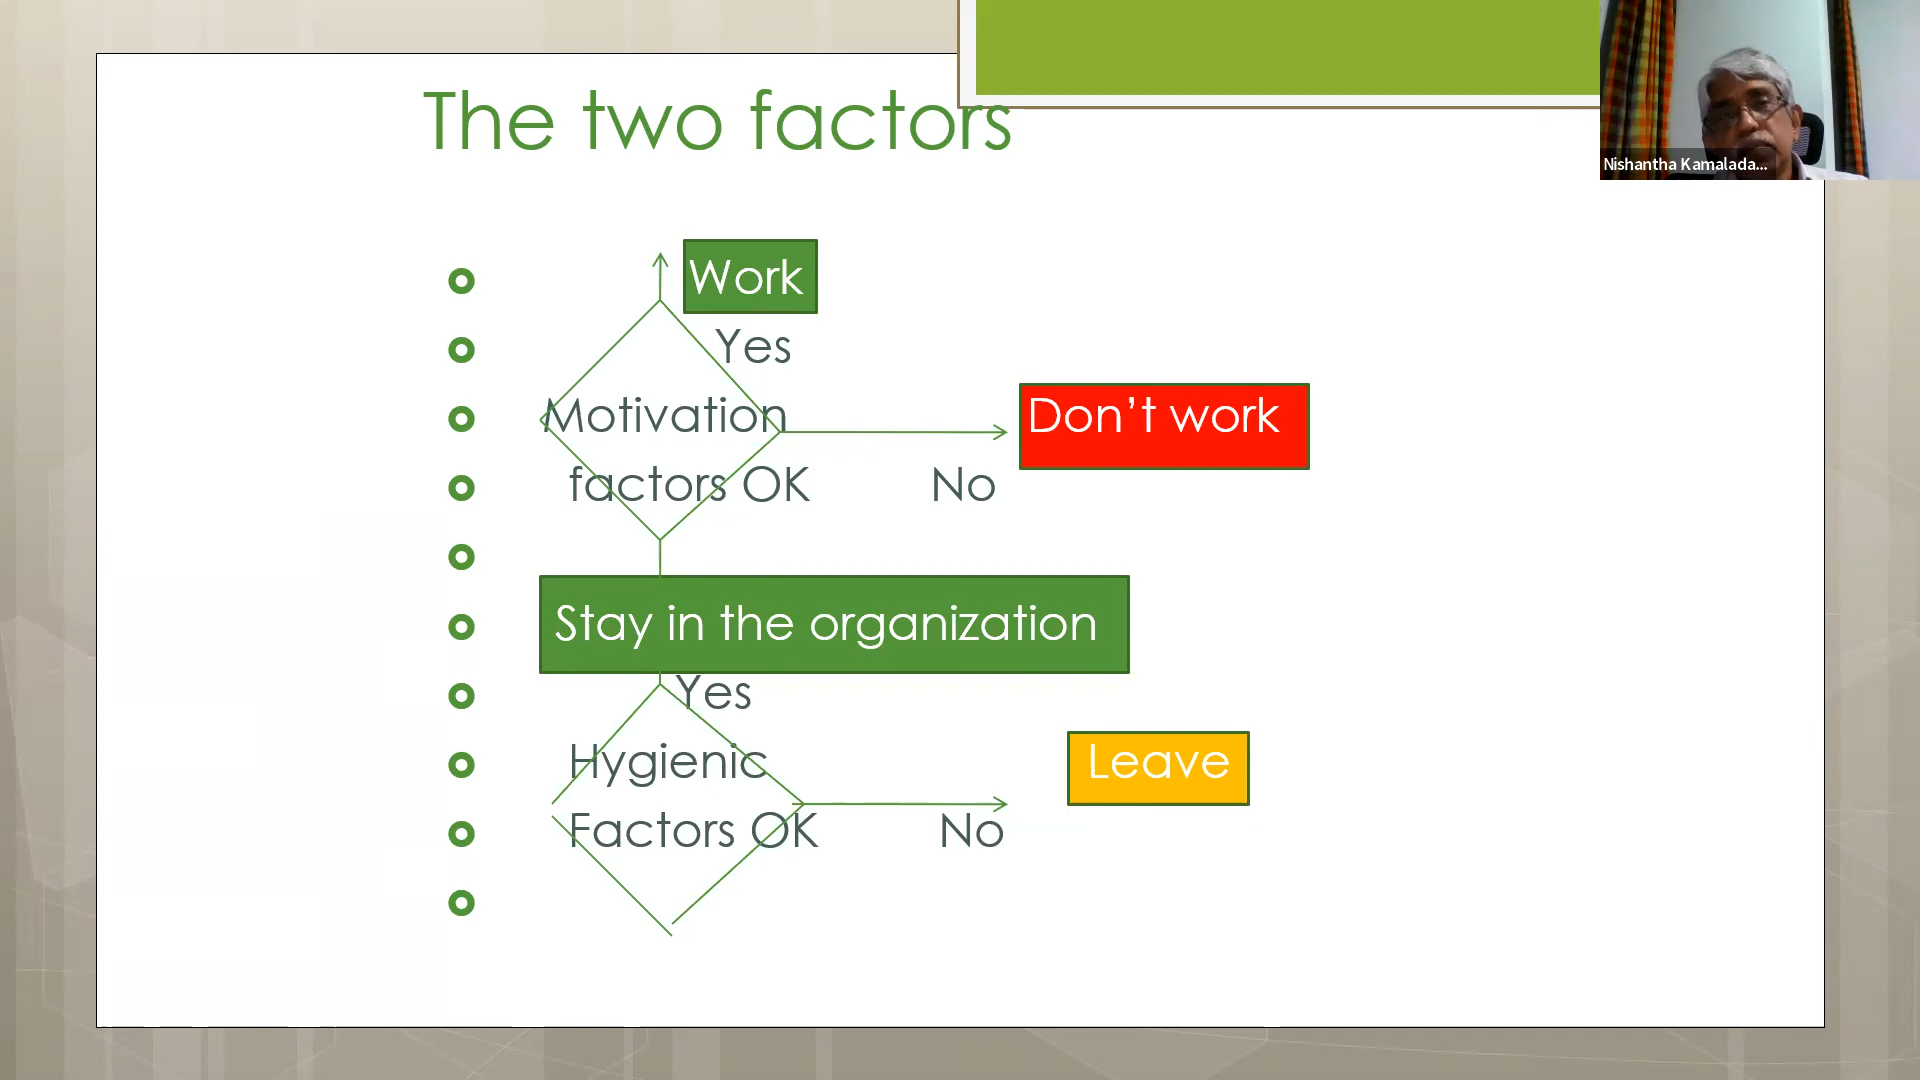 The two factors
Nishantha Kamalada...
Work
Yes
Motivation
Don't work
factors OK No
Stay in the organization
Yes
Hygienic
Leave
Factors OK No